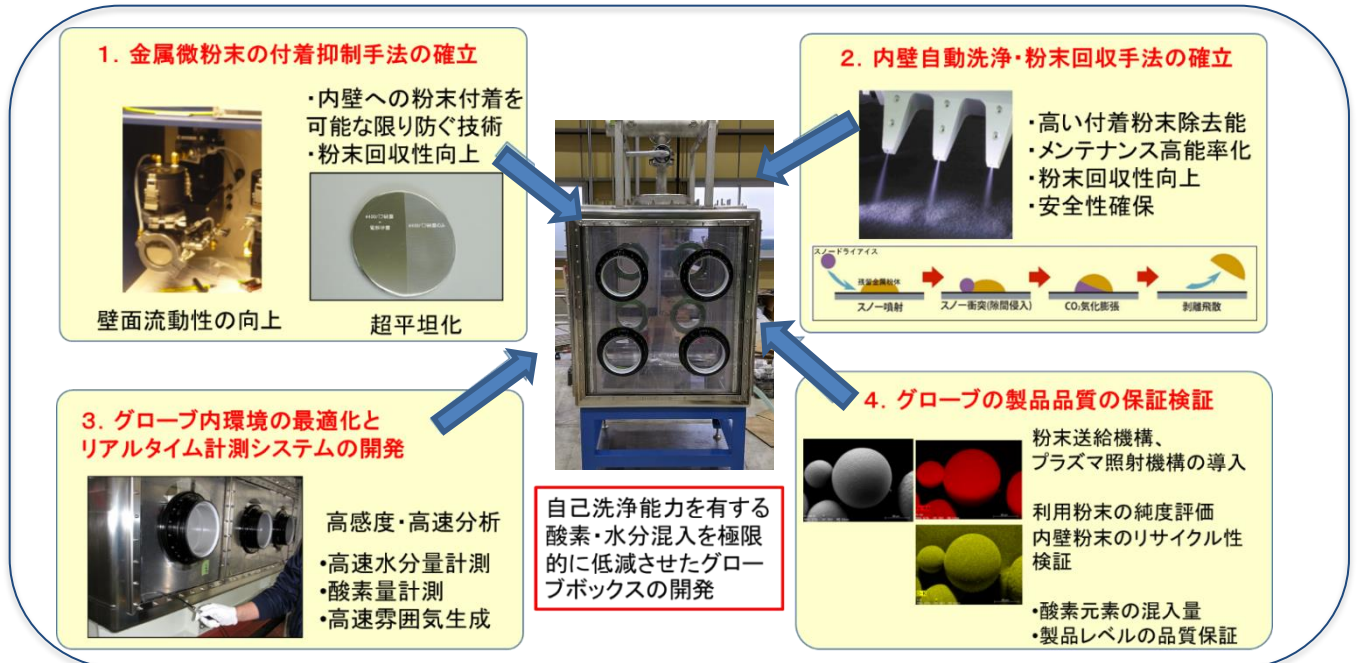 1. 金属微粉末の付着抑制手法の確立
・内壁への粉末付着を
可能な限り防ぐ技術
・粉末回収性向上
壁面流動性の向上
超平坦化
2. 内壁自動洗浄・粉末回収手法の確立
・高い付着粉末除去能
・メンテナンス高能率化
・粉末回収性向上
・安全性確保
スノードライアイス
残留金属粉体
スノー噴射
スノー衝突(隙間侵入)
CO₂気化膨張
剥離飛散
3. グローブ内環境の最適化と
リアルタイム計測システムの開発
高感度・高速分析
•高速水分量計測
•酸素量計測
•高速雰囲気生成
自己洗浄能力を有する
酸素・水分混入を極限
的に低減させたグロー
ブボックスの開発
4. グローブの製品品質の保証検証
粉末送給機構、
プラズマ照射機構の導入
利用粉末の純度評価
内壁粉末のリサイクル性
検証
•酸素元素の混入量
•製品レベルの品質保証